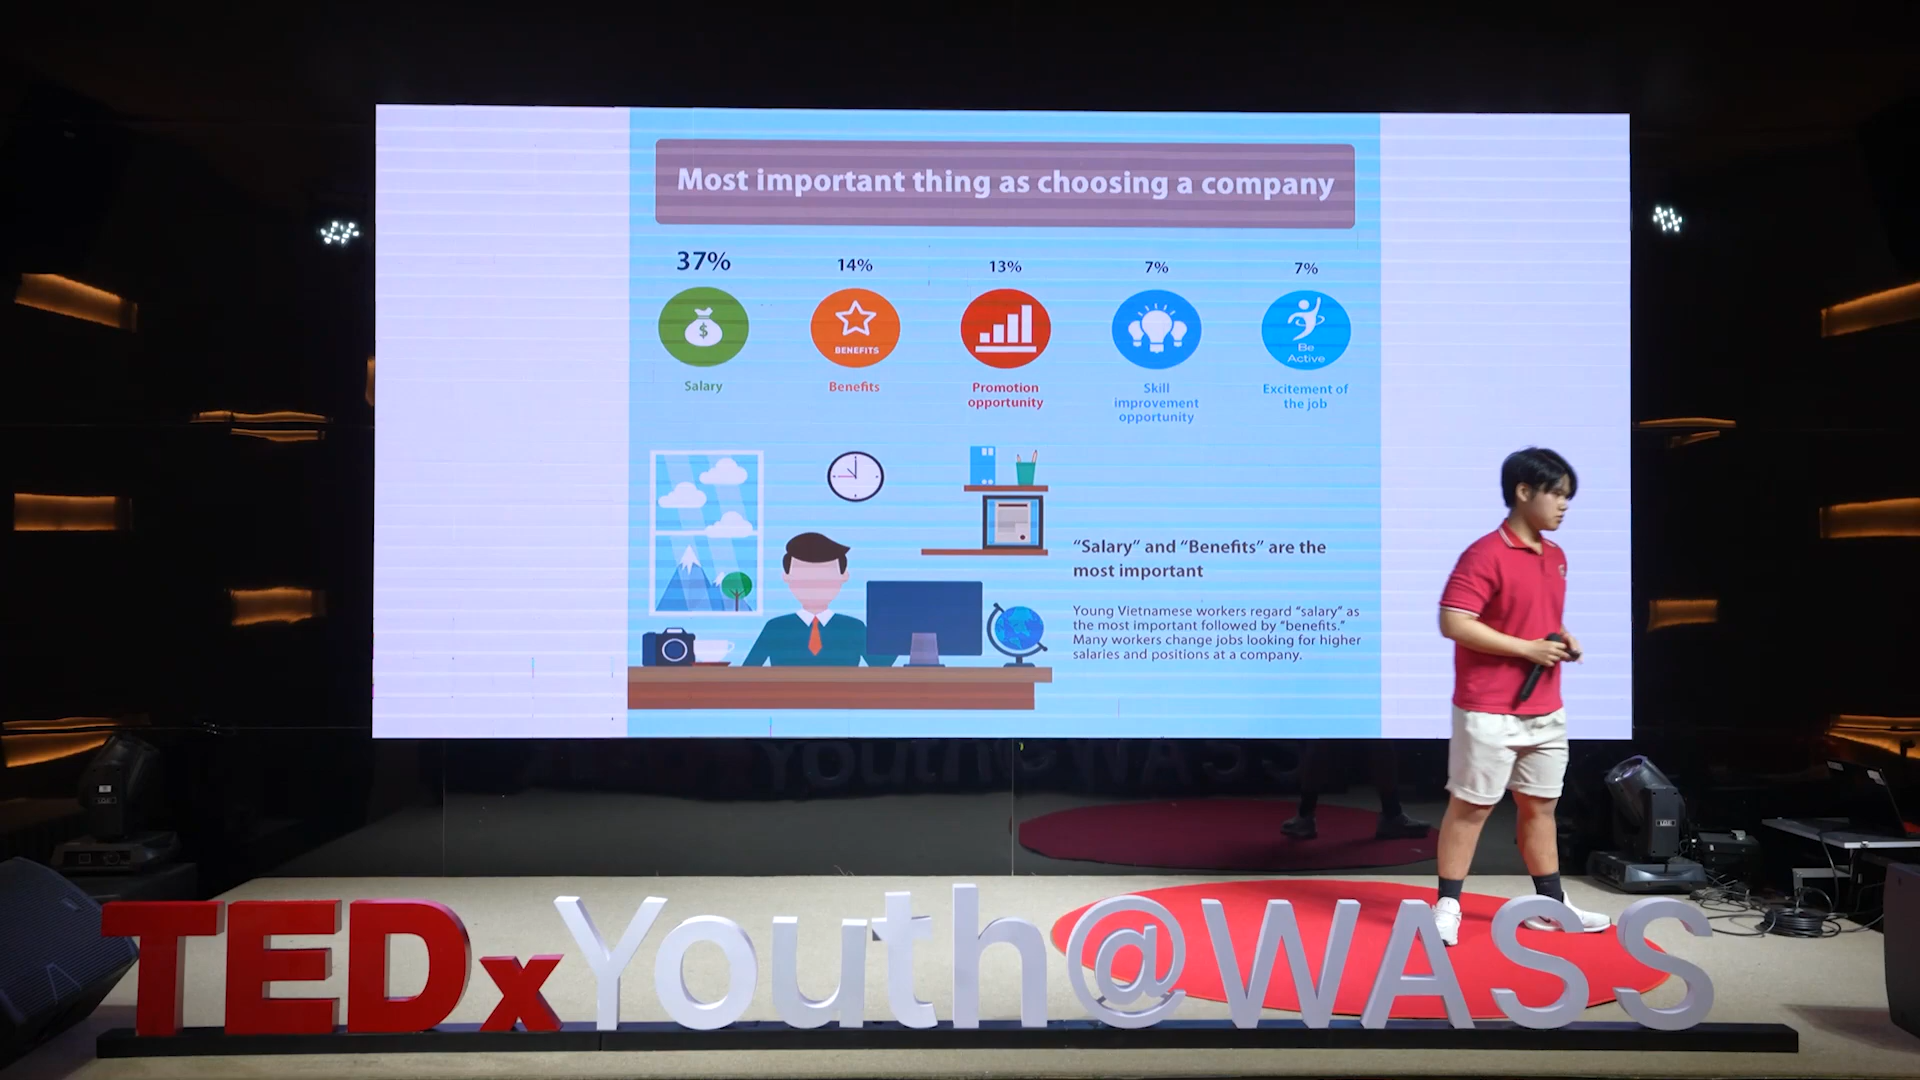 Most important thing as choosing a company
37%
14%
13%
7%
7%
$
BENEFITS
Be
Active
Salary
Benefits
Promotion
opportunity
Skill
improvement
opportunity
Excitement of
the job
“Salary” and “Benefits” are the
most important
Young Vietnamese workers regard “salary” as
the most important followed by “benefits.”
Many workers change jobs looking for higher
salaries and positions at a company.
TEDxYouth@WASS